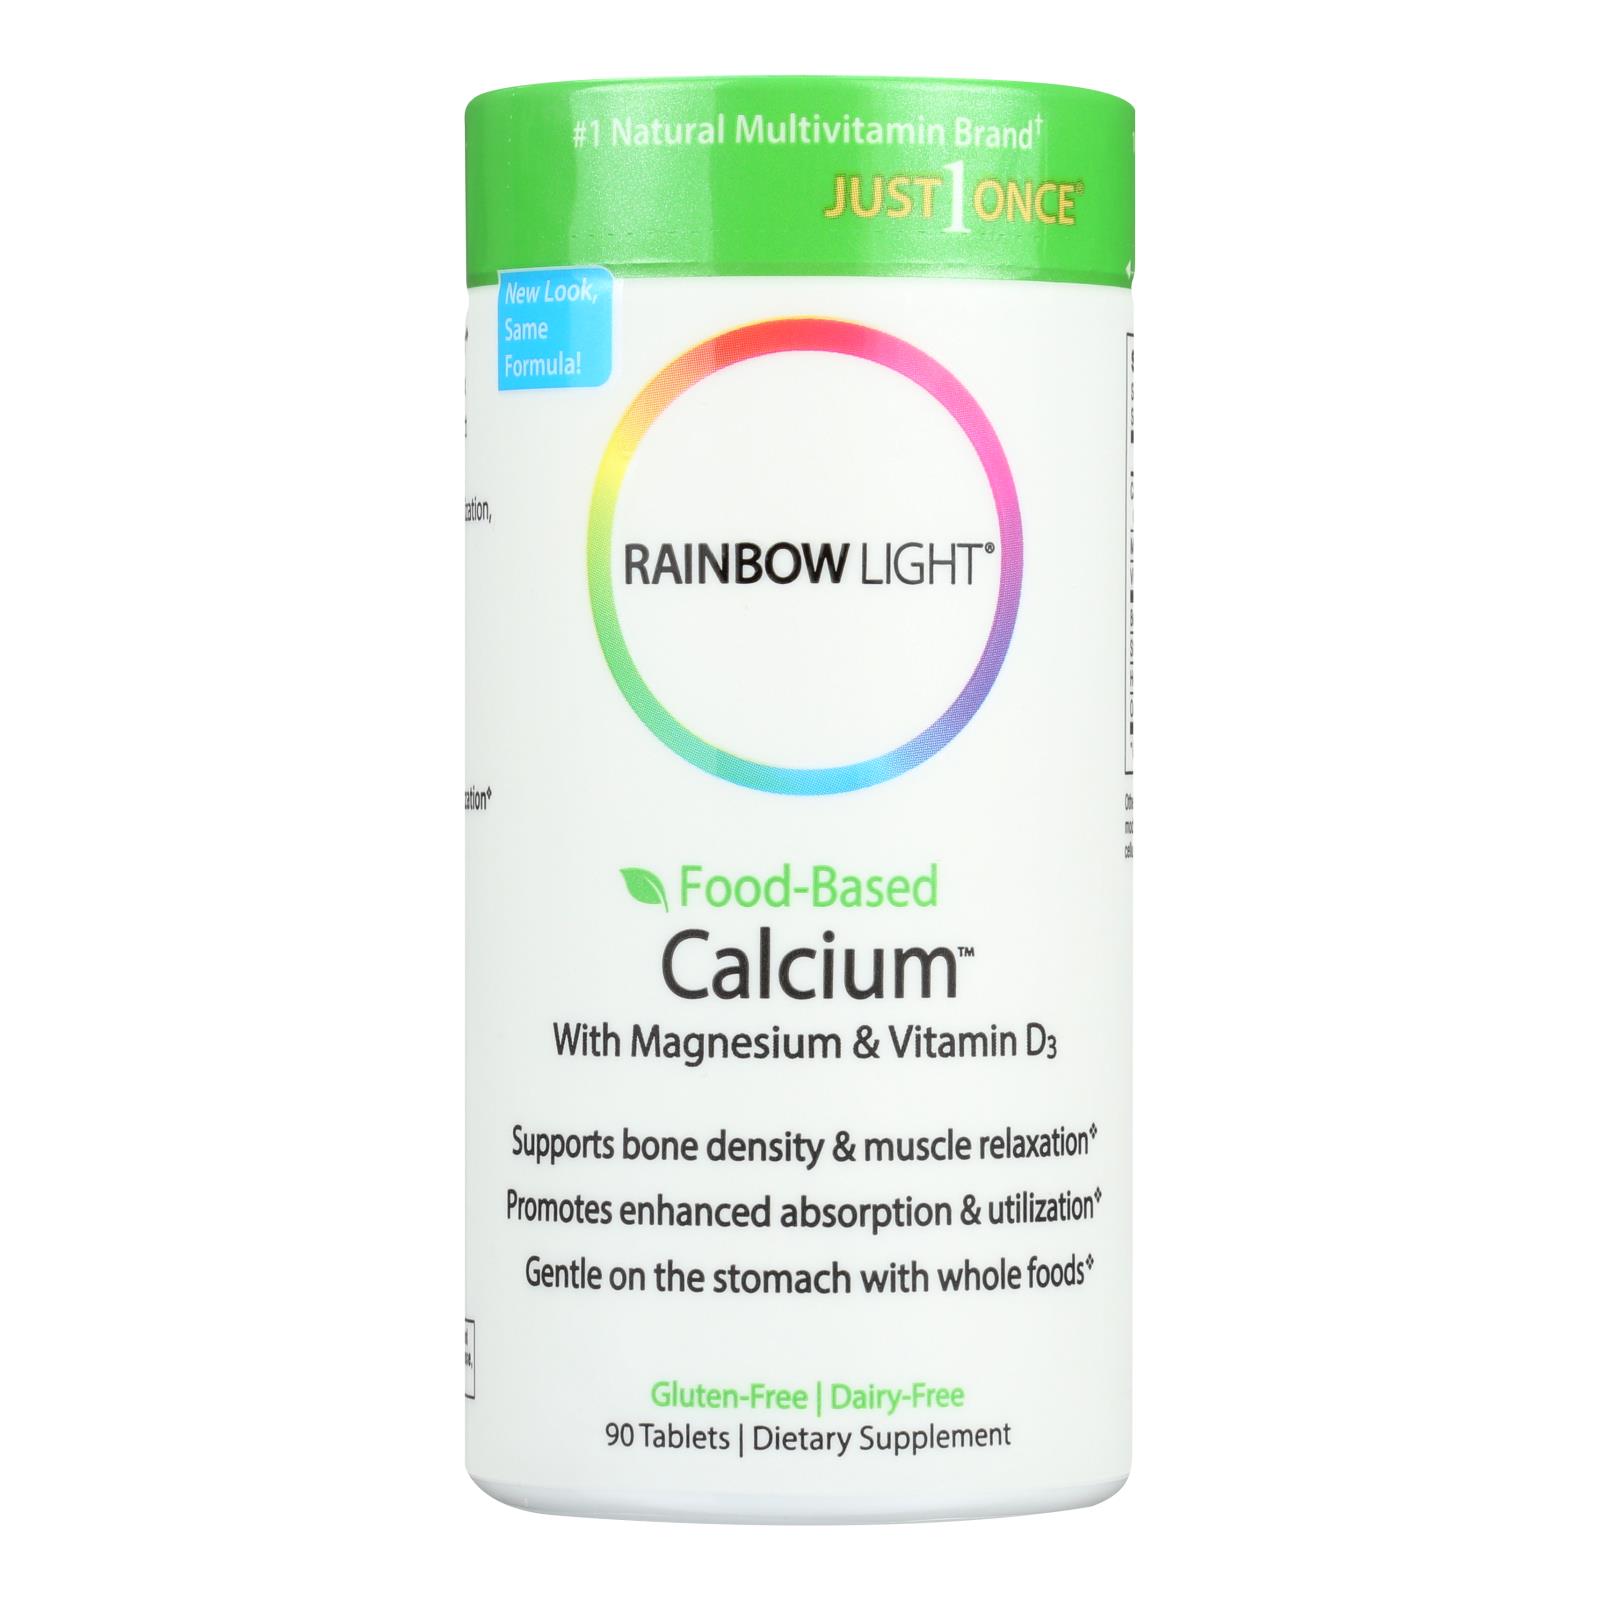 #1 Natural Multivitamin Brand†
JUST 1 ONCE®
New Look,
Same
Formula!
RAINBOW LIGHT®
Food-Based
Calcium™
With Magnesium & Vitamin D3
Supports bone density & muscle relaxation❖
Promotes enhanced absorption & utilization❖
Gentle on the stomach with whole foods❖
Gluten-Free | Dairy-Free
90 Tablets | Dietary Supplement